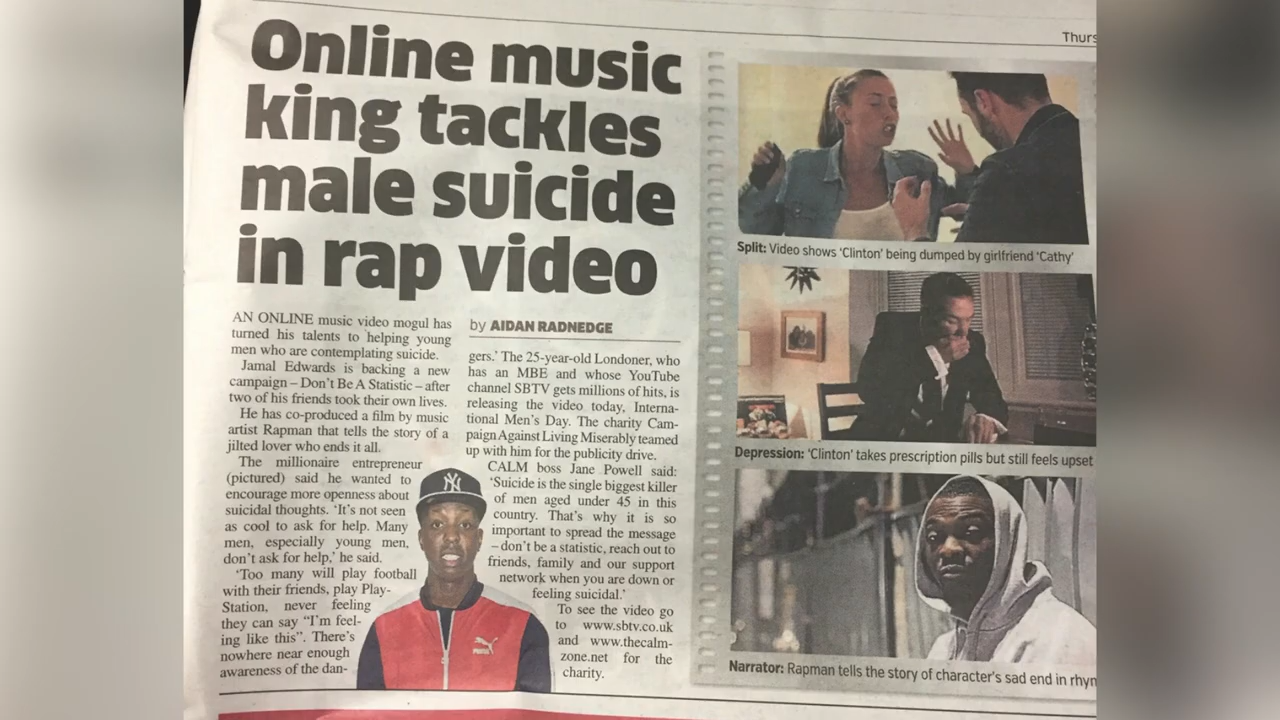 Thurs
Online music
king tackles
male suicide
in rap video
AN ONLINE music video mogul has
turned his talents to helping young
men who are contemplating suicide.
Jamal Edwards is backing a new
campaign – Don't Be A Statistic – after
two of his friends took their own lives.
He has co-produced a film by music
artist Rapman that tells the story of a
jilted lover who ends it all.
The millionaire entrepreneur
(pictured) said he wanted to
encourage more openness about
suicidal thoughts. 'It's not seen
as cool to ask for help. Many
men, especially young men,
don't ask for help,' he said.
'Too many will play football
with their friends, play Play-
Station, never feeling
they can say "I'm feel-
ing like this". There's
nowhere near enough
awareness of the dan-
by AIDAN RADNEDGE
gers.' The 25-year-old Londoner, who
has an MBE and whose YouTube
channel SBTV gets millions of hits, is
releasing the video today, Interna-
tional Men's Day. The charity Cam-
paign Against Living Miserably teamed
up with him for the publicity drive.
CALM boss Jane Powell said:
'Suicide is the single biggest killer
of men aged under 45 in this
country. That's why it is so
important to spread the message
– don't be a statistic, reach out to
friends, family and our support
network when you are down or
feeling suicidal.'
To see the video go
to www.sbtv.co.uk
and www.thecalm-
zone.net for the
charity.
NY
PUMA
Split: Video shows 'Clinton' being dumped by girlfriend 'Cathy'
Depression: 'Clinton' takes prescription pills but still feels upset
Narrator: Rapman tells the story of character's sad end in rhyn